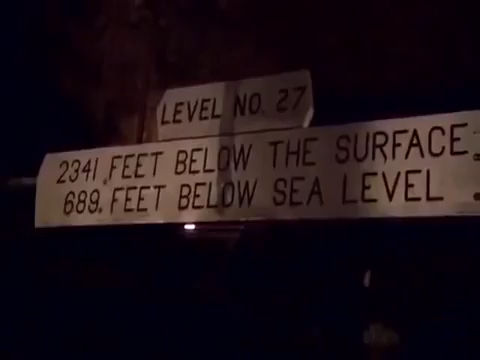 LEVEL NO. 27
2341 FEET BELOW THE SURFACE
689 FEET BELOW SEA LEVEL